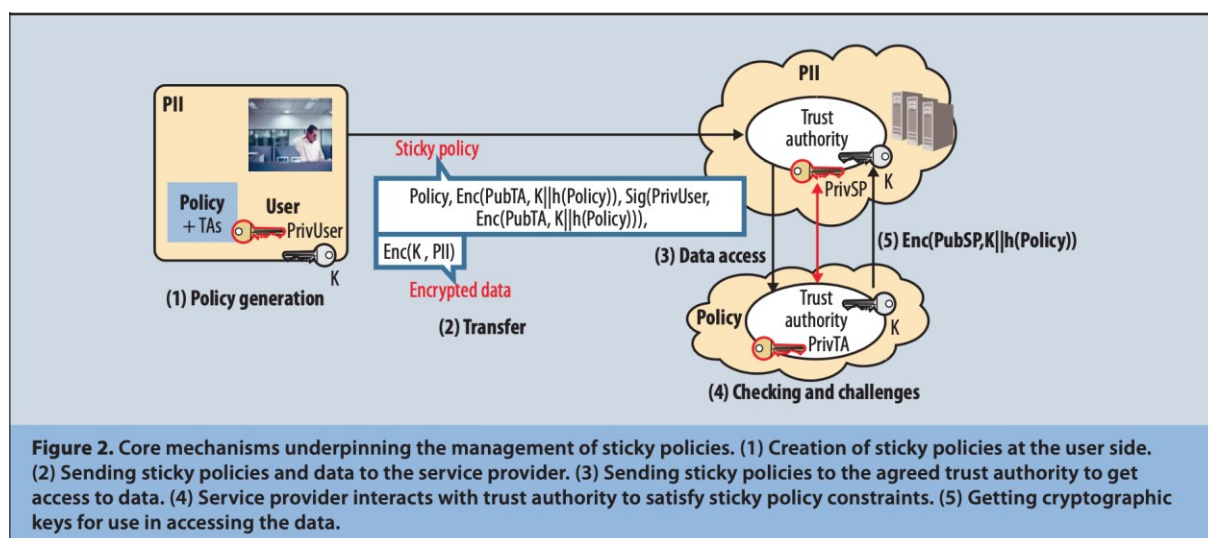 PII
Policy
+ TAs
User
PrivUser
K
(1) Policy generation
Sticky policy
Policy, Enc(PubTA, K||h(Policy)), Sig(PrivUser,
Enc(PubTA, K||h(Policy))),
Enc(K , PII)
Encrypted data
(2) Transfer
PII
Trust
authority
PrivSP
K
(3) Data access
(5) Enc(PubSP,K||h(Policy))
Policy
Trust
authority
K
PrivTA
(4) Checking and challenges
Figure 2. Core mechanisms underpinning the management of sticky policies. (1) Creation of sticky policies at the user side.
(2) Sending sticky policies and data to the service provider. (3) Sending sticky policies to the agreed trust authority to get
access to data. (4) Service provider interacts with trust authority to satisfy sticky policy constraints. (5) Getting cryptographic
keys for use in accessing the data.